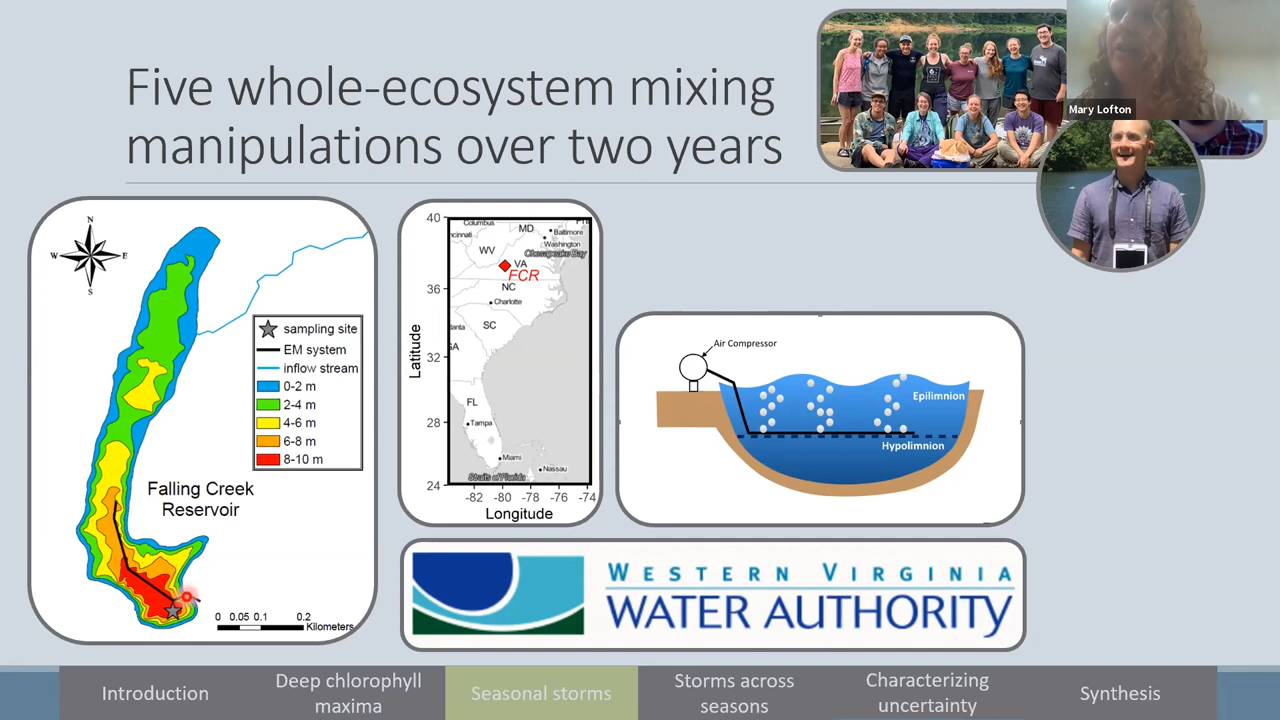 Five whole-ecosystem mixing
manipulations over two years
Mary Lofton
N
W
E
S
sampling site
EM system
inflow stream
0-2 m
2-4 m
4-6 m
6-8 m
8-10 m
Falling Creek
Reservoir
0 0.05 0.1 0.2
Kilometers
Latitude
40
36
32
28
24
Columbus
MD
Baltimore
Washington
Chesapeake Bay
WV
VA
FCR
NC
Charlotte
SC
FL
Tampa
Miami
Nassau
Straits of Florida
-82 -80 -78 -76 -74
Longitude
Air Compressor
Epilimnion
Hypolimnion
WESTERN VIRGINIA
WATER AUTHORITY
Introduction
Deep chlorophyll
maxima
Seasonal storms
Storms across
seasons
Characterizing
uncertainty
Synthesis